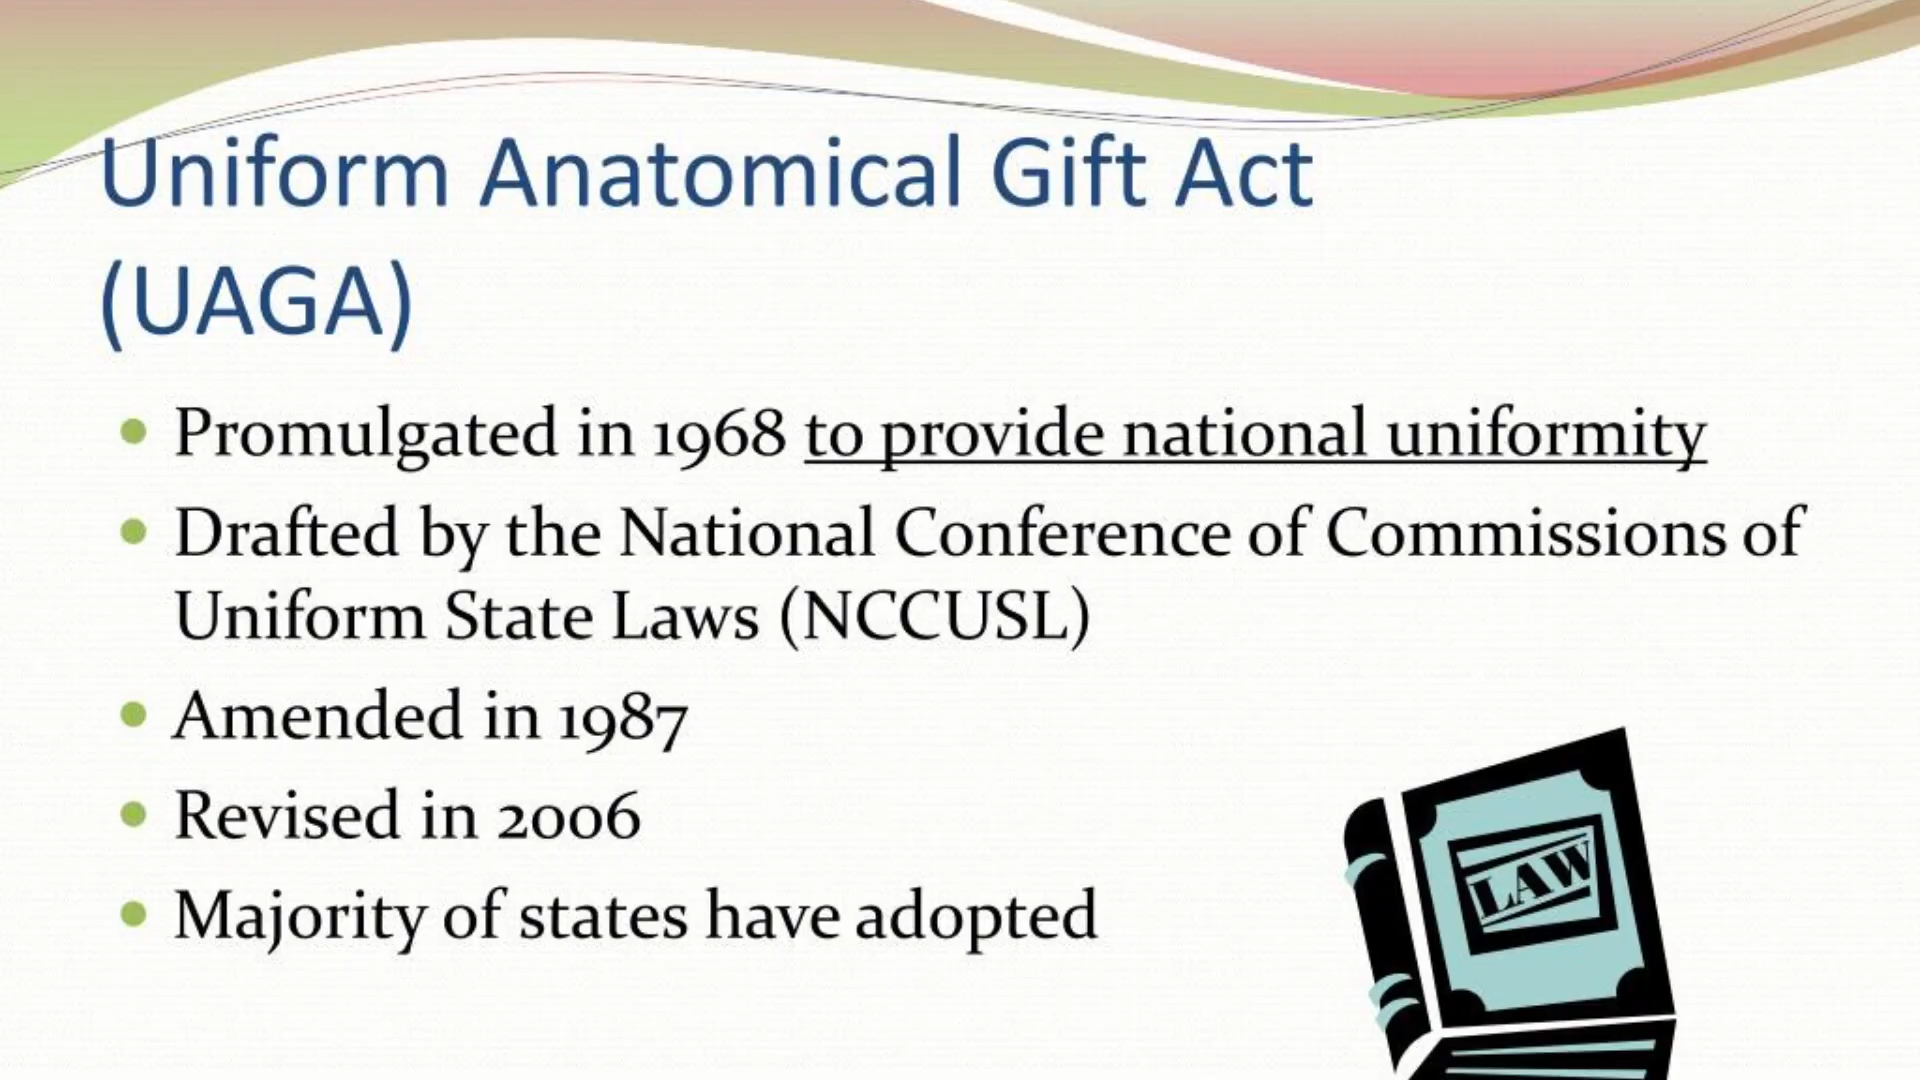 Uniform Anatomical Gift Act
(UAGA)
• Promulgated in 1968 to provide national uniformity
• Drafted by the National Conference of Commissions of
Uniform State Laws (NCCUSL)
• Amended in 1987
• Revised in 2006
• Majority of states have adopted
LAW